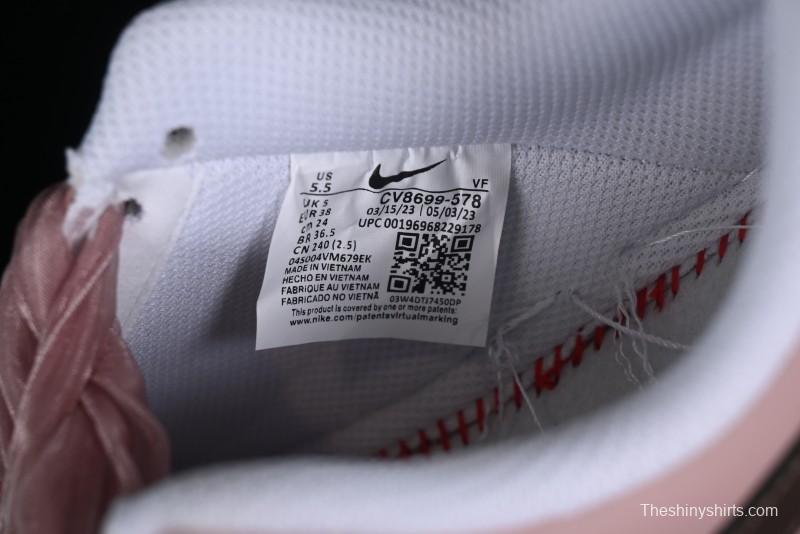 US
5.5
VF
UK 5
EUR 38
cm 24
BR 36.5
CN 240 (2.5)
CV8699-578
03/15/23 | 05/03/23
UPC 00196968229178
045004VM679EK
MADE IN VIETNAM
HECHO EN VIETNAM
FABRIQUE AU VIETNAM
FABRICADO NO VIETNÃ
03W4DTJ7450DP
This product is covered by one or more patents:
www.nike.com/patentsvirtualmarking
Theshinyshirts.com